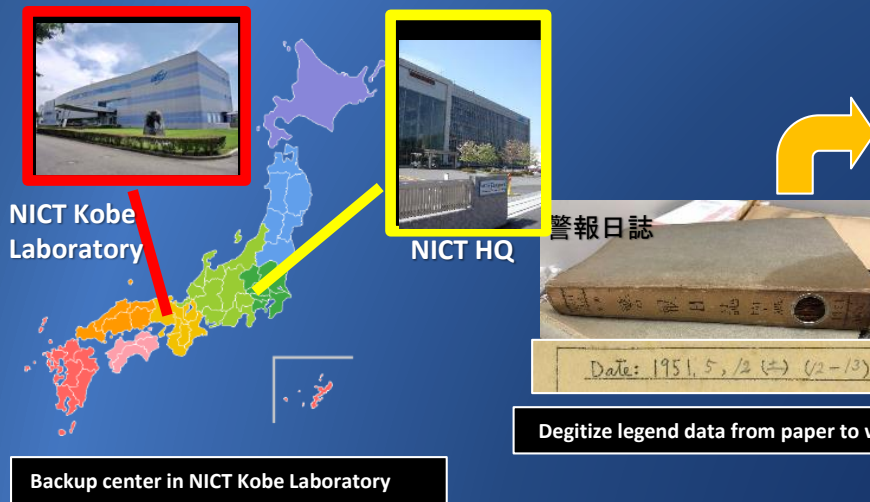 NICT Kobe
Laboratory
NICT HQ
警報日誌
Date: 1951, 5, 12 (土) (12-13)
Degitize legend data from paper to
Backup center in NICT Kobe Laboratory